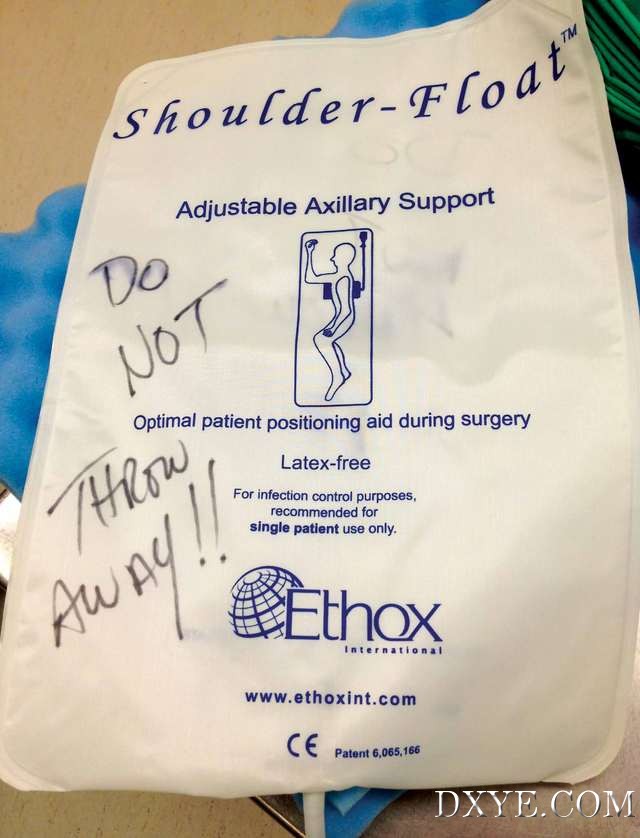 Shoulder-Float™
Adjustable Axillary Support
DO
NOT
THROW
AWAY!!
Optimal patient positioning aid during surgery
Latex-free
For infection control purposes,
recommended for
single patient use only.
Ethox
International
www.ethoxint.com
CE Patent 6,065,166
DXYE.COM